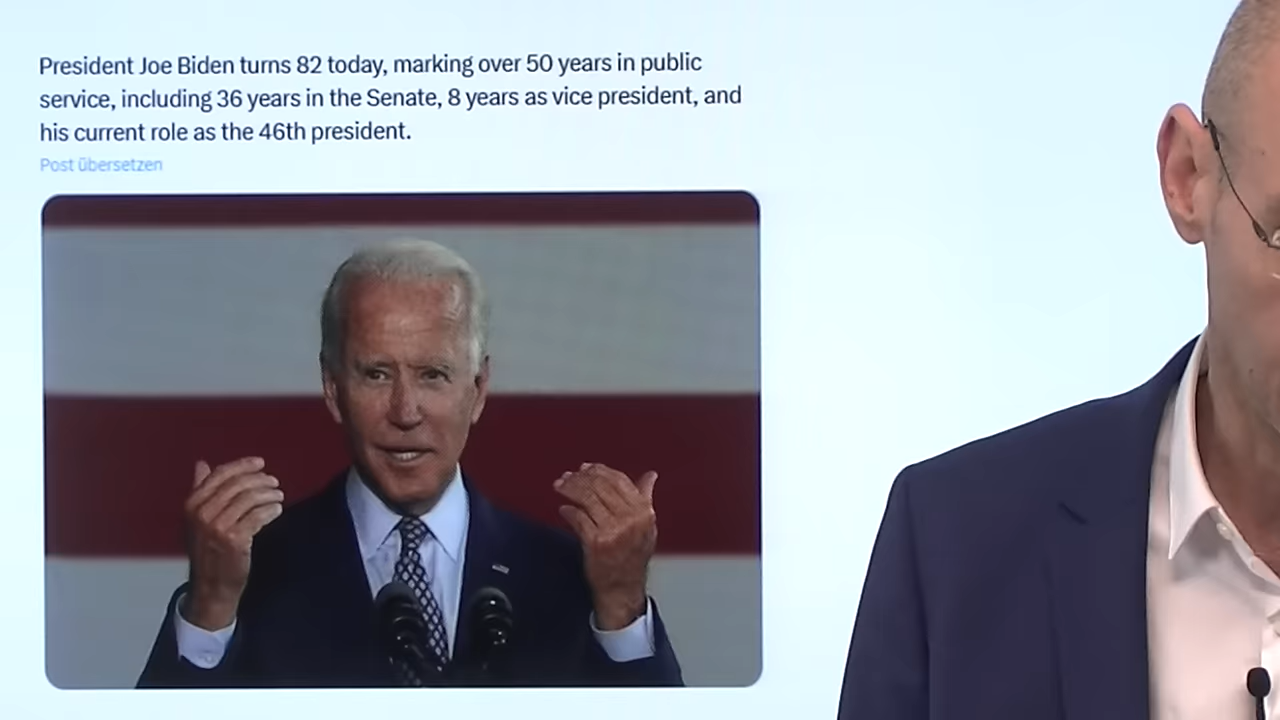 President Joe Biden turns 82 today, marking over 50 years in public
service, including 36 years in the Senate, 8 years as vice president, and
his current role as the 46th president.
Post übersetzen